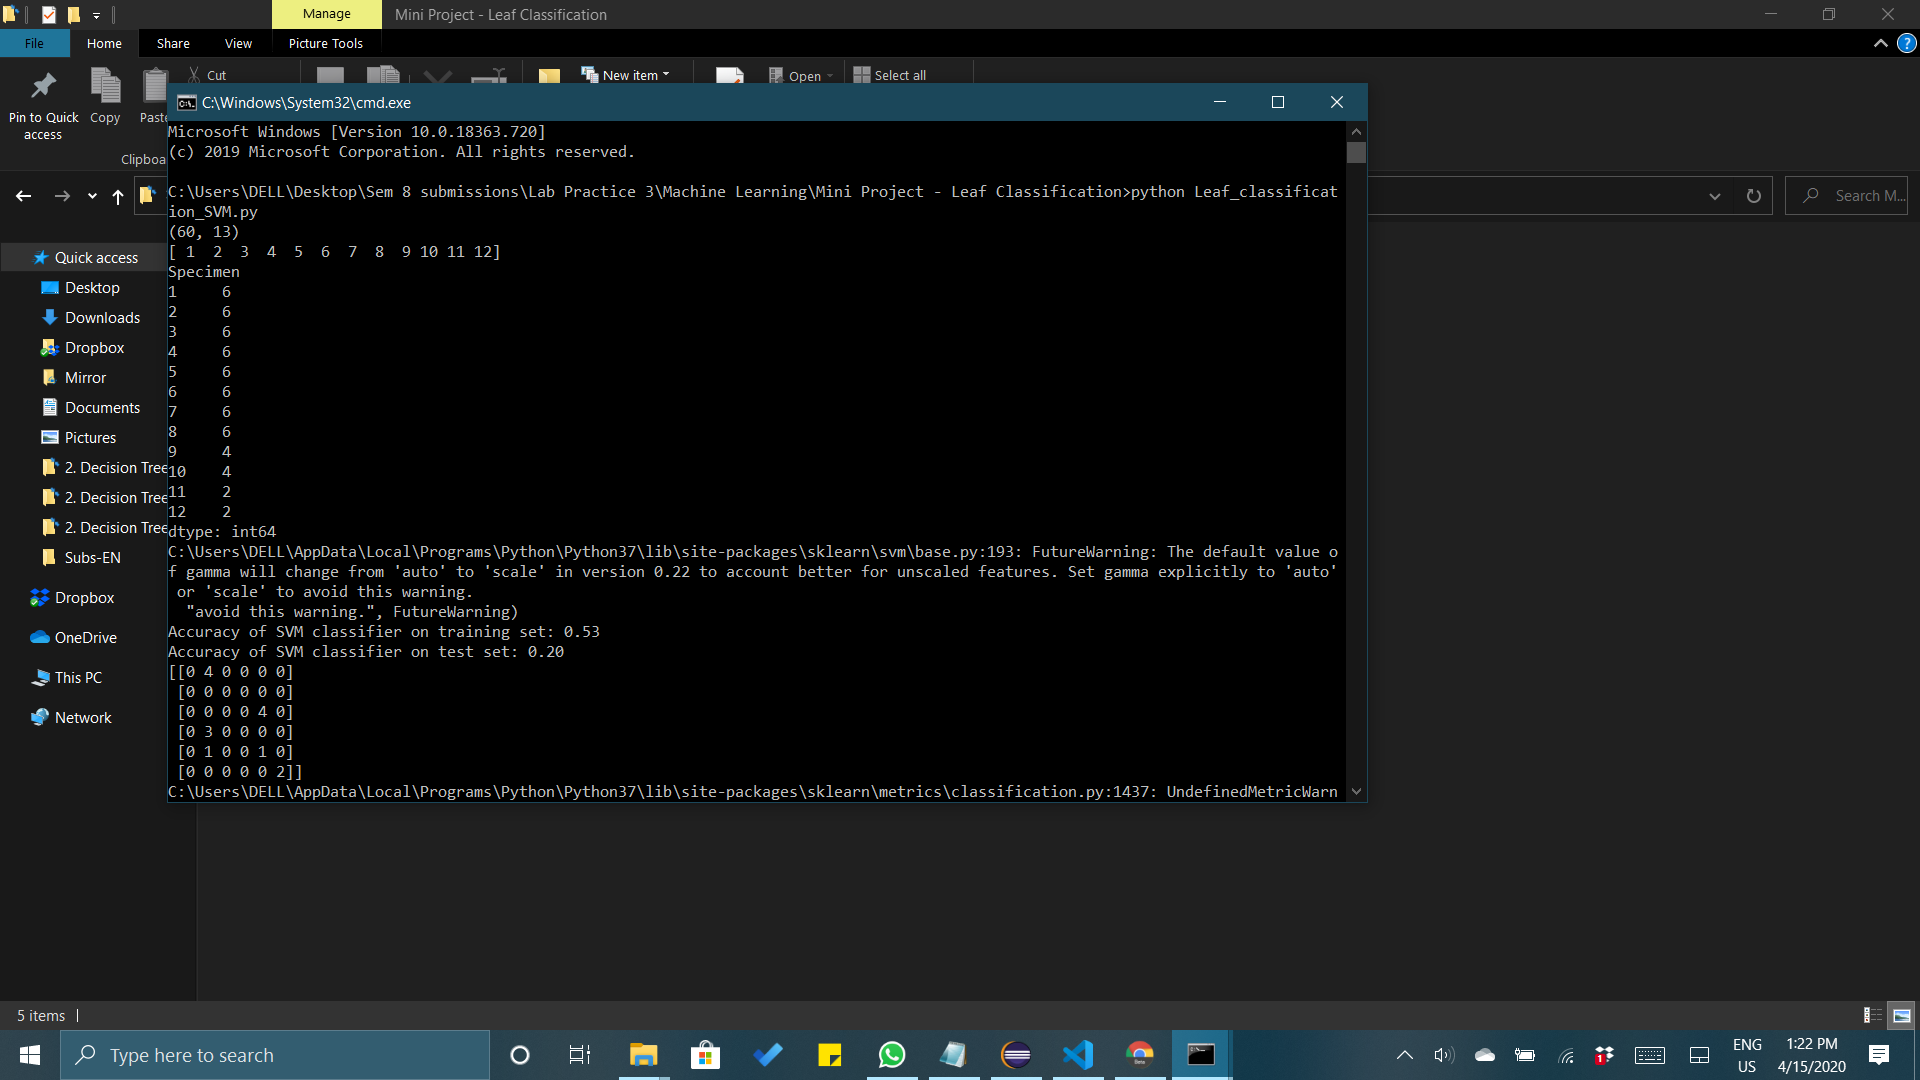 Manage
Mini Project - Leaf Classification
File
Home
Share
View
Picture Tools
Pin to Quick access
Copy
Paste
Cut
Clipboa
New item
Open
Select all
C:\Windows\System32\cmd.exe
Search M...
Microsoft Windows [Version 10.0.18363.720]
(c) 2019 Microsoft Corporation. All rights reserved.
C:\Users\DELL\Desktop\Sem 8 submissions\Lab Practice 3\Machine Learning\Mini Project - Leaf Classification>python Leaf_classificat
ion_SVM.py
(60, 13)
[ 1  2  3  4  5  6  7  8  9 10 11 12]
Specimen
1     6
2     6
3     6
4     6
5     6
6     6
7     6
8     6
9     4
10    4
11    2
12    2
dtype: int64
C:\Users\DELL\AppData\Local\Programs\Python\Python37\lib\site-packages\sklearn\svm\base.py:193: FutureWarning: The default value o
f gamma will change from 'auto' to 'scale' in version 0.22 to account better for unscaled features. Set gamma explicitly to 'auto'
 or 'scale' to avoid this warning.
  "avoid this warning.", FutureWarning)
Accuracy of SVM classifier on training set: 0.53
Accuracy of SVM classifier on test set: 0.20
[[0 4 0 0 0 0]
 [0 0 0 0 0 0]
 [0 0 0 0 4 0]
 [0 3 0 0 0 0]
 [0 1 0 0 1 0]
 [0 0 0 0 0 2]]
C:\Users\DELL\AppData\Local\Programs\Python\Python37\lib\site-packages\sklearn\metrics\classification.py:1437: UndefinedMetricWarn
Quick access
Desktop
Downloads
Dropbox
Mirror
Documents
Pictures
2. Decision Tree
2. Decision Tree
2. Decision Tree
Subs-EN
Dropbox
OneDrive
This PC
Network
5 items
Type here to search
1
ENG
US
1:22 PM
4/15/2020